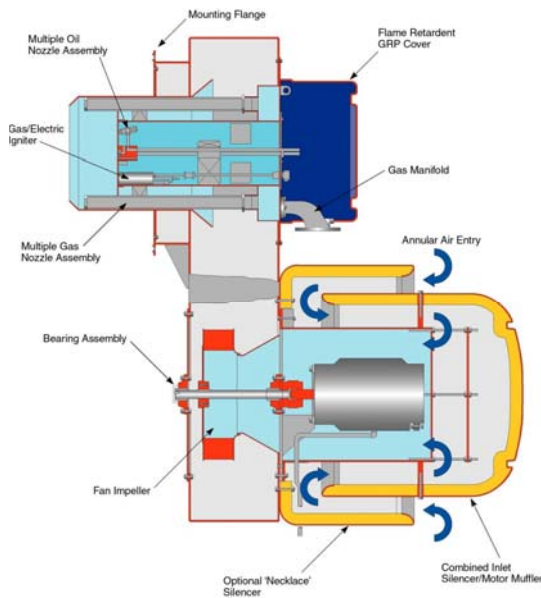 Mounting Flange
Multiple Oil
Nozzle Assembly
Flame Retardent
GRP Cover
Gas/Electric
Igniter
Gas Manifold
Multiple Gas
Nozzle Assembly
Annular Air Entry
Bearing Assembly
Fan Impeller
Optional 'Necklace'
Silencer
Combined Inlet
Silencer/Motor Muffler